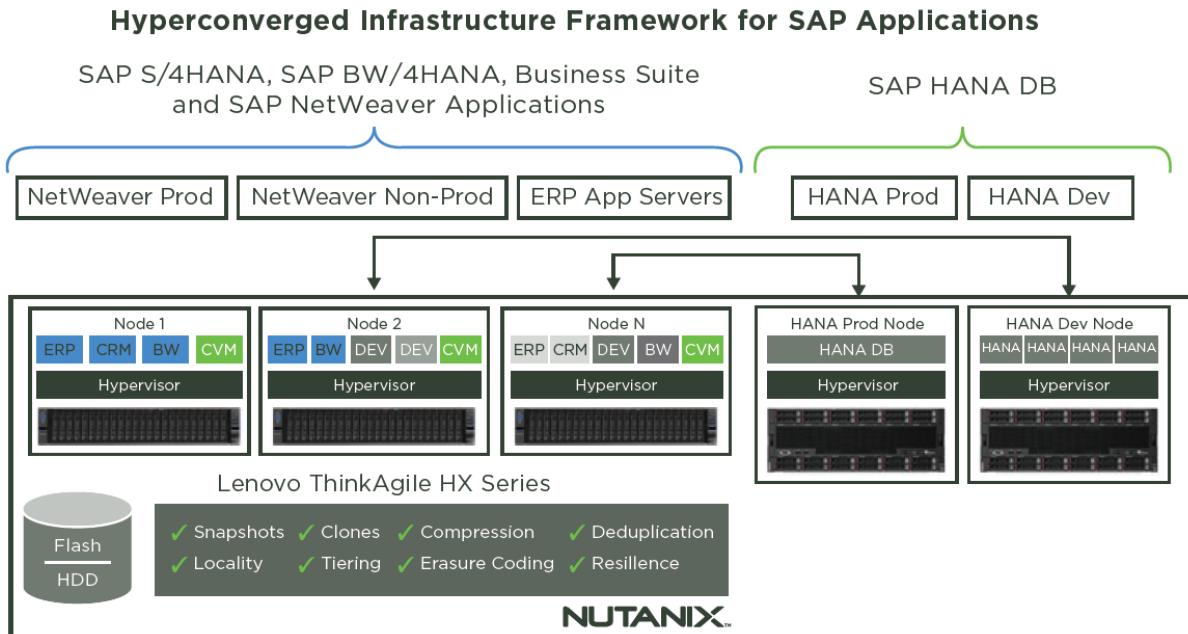 Hyperconverged Infrastructure Framework for SAP Applications
SAP S/4HANA, SAP BW/4HANA, Business Suite
and SAP NetWeaver Applications
SAP HANA DB
NetWeaver Prod
NetWeaver Non-Prod
ERP App Servers
HANA Prod
HANA Dev
Node 1
ERP CRM BW CVM
Hypervisor
Node 2
ERP BW DEV DEV CVM
Hypervisor
Node N
ERP CRM DEV BW CVM
Hypervisor
HANA Prod Node
HANA DB
Hypervisor
HANA Dev Node
HANA HANA HANA HANA
Hypervisor
Lenovo ThinkAgile HX Series
Flash
HDD
✓ Snapshots ✓ Clones ✓ Compression ✓ Deduplication
✓ Locality ✓ Tiering ✓ Erasure Coding ✓ Resillence
NUTANIX™